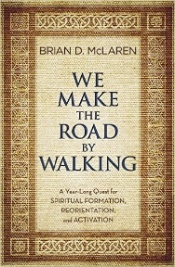 BRIAN D. McLAREN
WE
MAKE
THE
ROAD
BY
WALKING
A Year-Long Quest for
SPIRITUAL FORMATION,
REORIENTATION,
and ACTIVATION